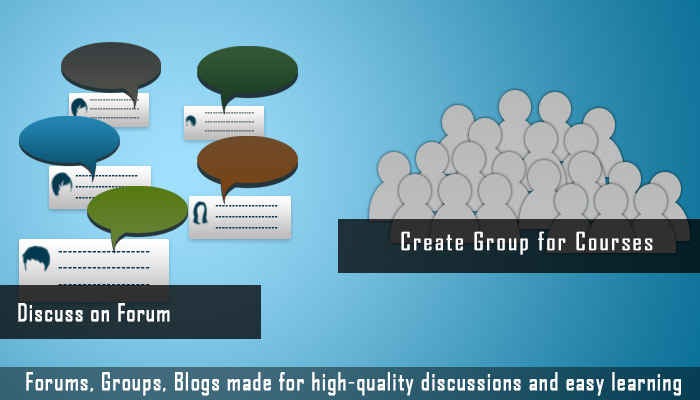 Discuss on Forum
Create Group for Courses
Forums, Groups, Blogs made for high-quality discussions and easy learning